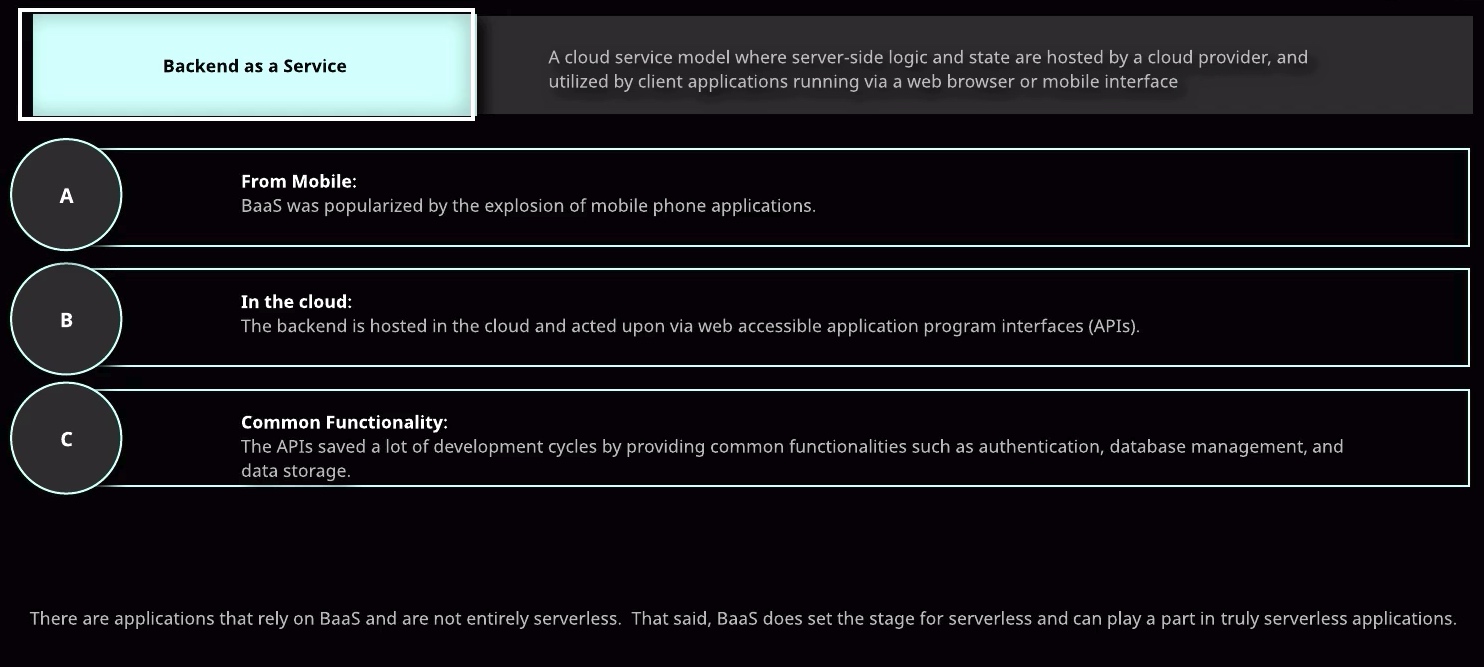 Backend as a Service
A cloud service model where server-side logic and state are hosted by a cloud provider, and
utilized by client applications running via a web browser or mobile interface
A
From Mobile:
BaaS was popularized by the explosion of mobile phone applications.
B
In the cloud:
The backend is hosted in the cloud and acted upon via web accessible application program interfaces (APIs).
C
Common Functionality:
The APIs saved a lot of development cycles by providing common functionalities such as authentication, database management, and
data storage.
There are applications that rely on BaaS and are not entirely serverless.  That said, BaaS does set the stage for serverless and can play a part in truly serverless applications.